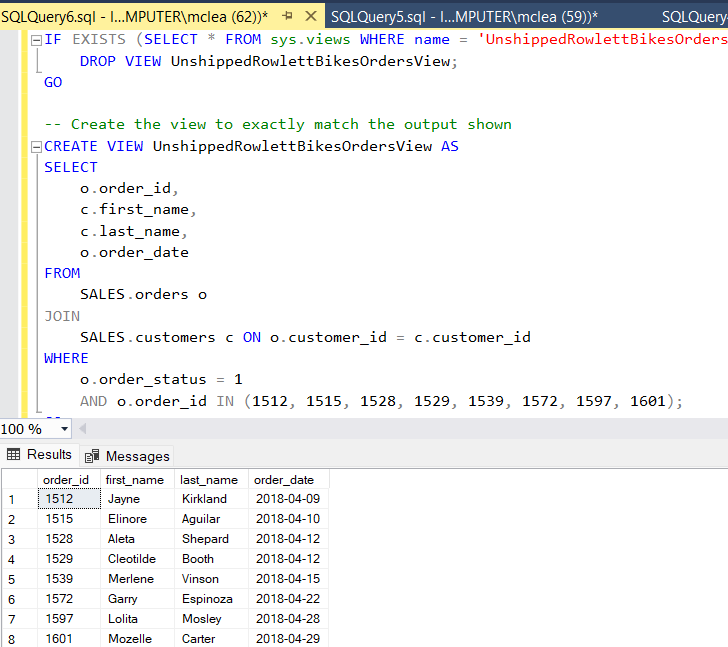 SQLQuery6.sql - I...MPUTER\mclea (62))* SQLQuery5.sql - I...MPUTER\mclea (59))* SQLQuery
IF EXISTS (SELECT * FROM sys.views WHERE name = 'UnshippedRowlettBikesOrders
DROP VIEW UnshippedRowlettBikesOrdersView;
GO
-- Create the view to exactly match the output shown
CREATE VIEW UnshippedRowlettBikesOrdersView AS
SELECT
o.order_id,
c.first_name,
c.last_name,
o.order_date
FROM
SALES.orders o
JOIN
SALES.customers c ON o.customer_id = c.customer_id
WHERE
o.order_status = 1
AND o.order_id IN (1512, 1515, 1528, 1529, 1539, 1572, 1597, 1601);
100 %
Results Messages
order_id first_name last_name order_date
1 1512 Jayne Kirkland 2018-04-09
2 1515 Elinore Aguilar 2018-04-10
3 1528 Aleta Shepard 2018-04-12
4 1529 Cleotilde Booth 2018-04-12
5 1539 Merlene Vinson 2018-04-15
6 1572 Garry Espinoza 2018-04-22
7 1597 Lolita Mosley 2018-04-28
8 1601 Mozelle Carter 2018-04-29